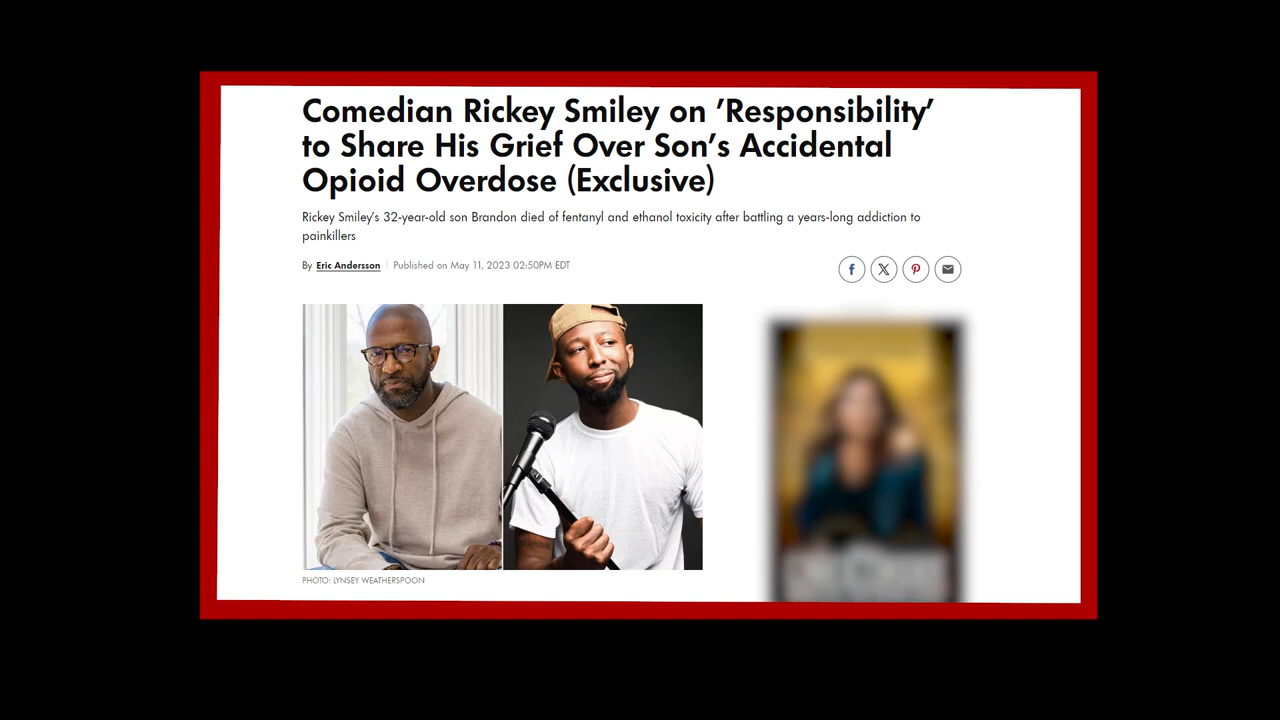 Comedian Rickey Smiley on ’Responsibility’
to Share His Grief Over Son’s Accidental
Opioid Overdose (Exclusive)
Rickey Smiley’s 32-year-old son Brandon died of fentanyl and ethanol toxicity after battling a years-long addiction to
painkillers
By Eric Andersson Published on May 11, 2023 02:50PM EDT
PHOTO: LYNSEY WEATHERSPOON